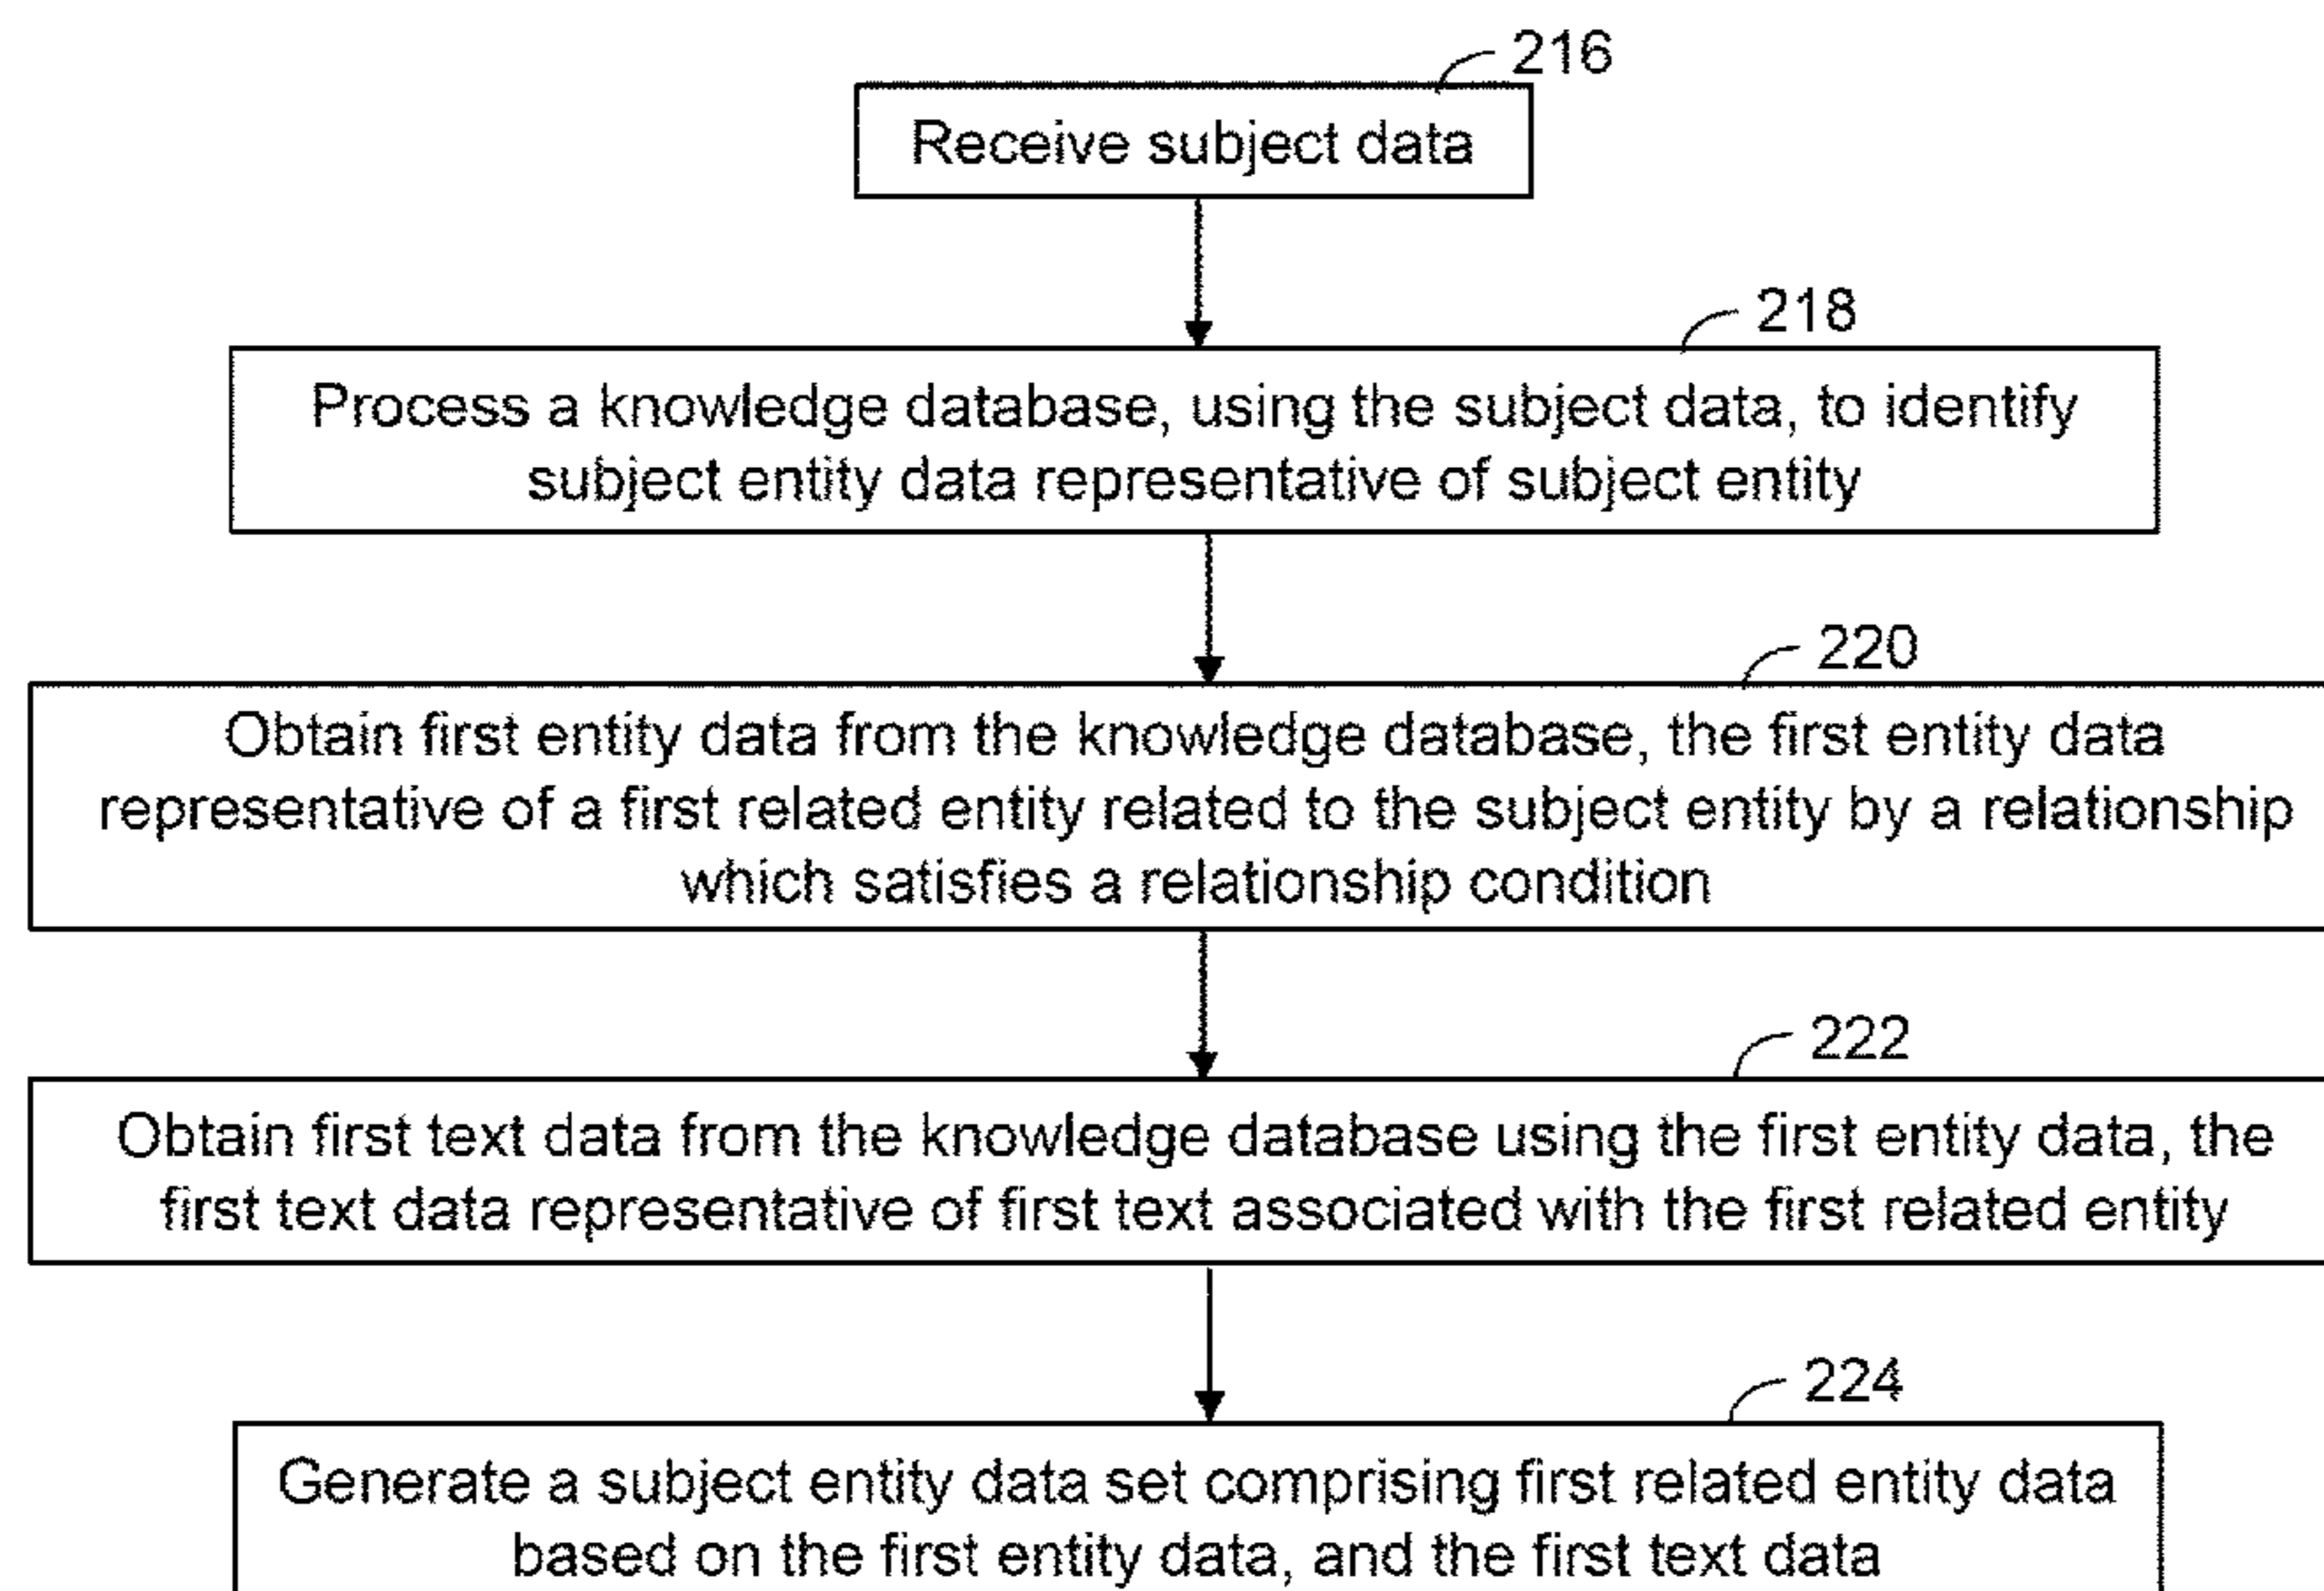 216
Receive subject data
218
Process a knowledge database, using the subject data, to identify
subject entity data representative of subject entity
220
Obtain first entity data from the knowledge database, the first entity data
representative of a first related entity related to the subject entity by a relationship
which satisfies a relationship condition
222
Obtain first text data from the knowledge database using the first entity data, the
first text data representative of first text associated with the first related entity
224
Generate a subject entity data set comprising first related entity data
based on the first entity data, and the first text data